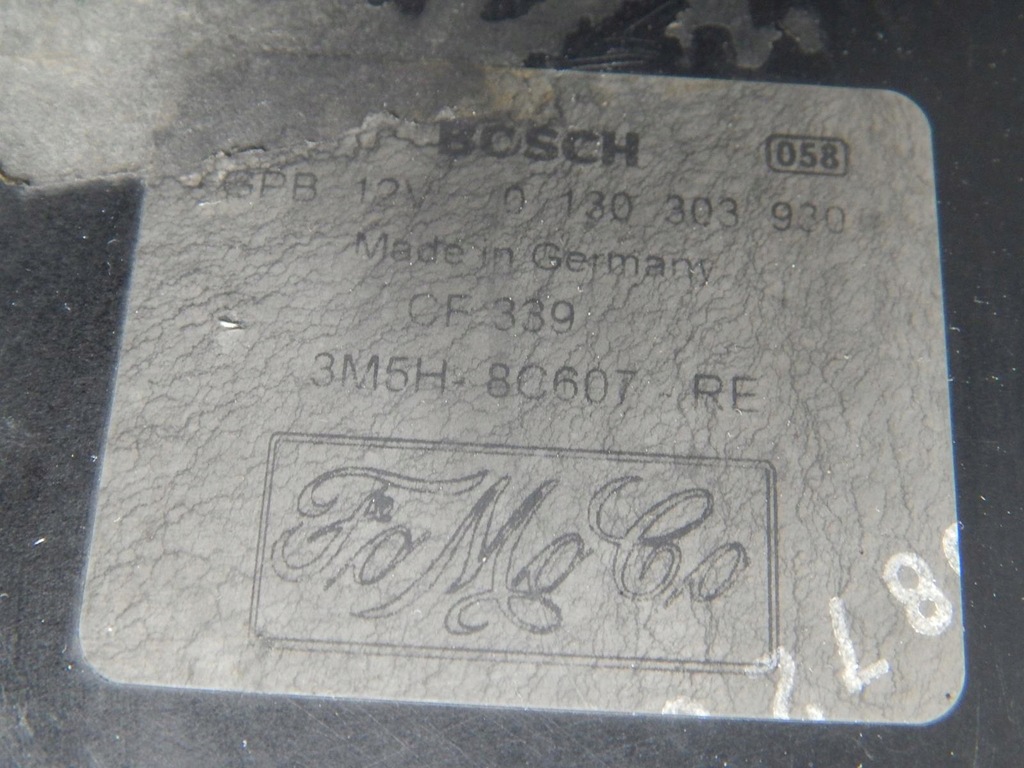 BOSCH 058
GPB 12V 0 130 303 930
Made in Germany
CF 339
3M5H- 8C607 - RE
FoMoCo